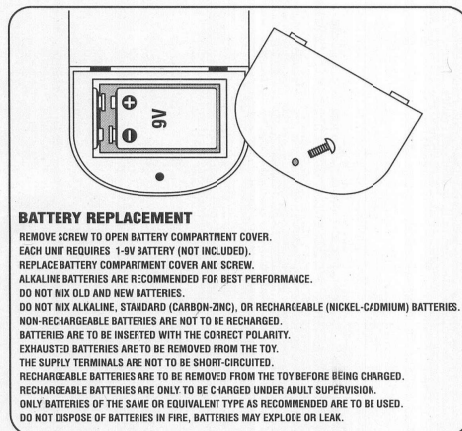 9V
BATTERY REPLACEMENT
REMOVE SCREW TO OPEN BATTERY COMPARTMENT COVER.
EACH UNIT REQUIRES 1-9V BATTERY (NOT INCLUDED).
REPLACE BATTERY COMPARTMENT COVER AND SCREW.
ALKALINE BATTERIES ARE RECOMMENDED FOR BEST PERFORMANCE.
DO NOT MIX OLD AND NEW BATTERIES.
DO NOT MIX ALKALINE, STANDARD (CARBON-ZINC), OR RECHARGEABLE (NICKEL-CADMIUM) BATTERIES.
NON-RECHARGEABLE BATTERIES ARE NOT TO BE RECHARGED.
BATTERIES ARE TO BE INSERTED WITH THE CORRECT POLARITY.
EXHAUSTED BATTERIES ARE TO BE REMOVED FROM THE TOY.
THE SUPPLY TERMINALS ARE NOT TO BE SHORT-CIRCUITED.
RECHARGEABLE BATTERIES ARE TO BE REMOVED FROM THE TOY BEFORE BEING CHARGED.
RECHARGEABLE BATTERIES ARE ONLY TO BE CHARGED UNDER ADULT SUPERVISION.
ONLY BATTERIES OF THE SAME OR EQUIVALENT TYPE AS RECOMMENDED ARE TO BE USED.
DO NOT DISPOSE OF BATTERIES IN FIRE, BATTERIES MAY EXPLODE OR LEAK.